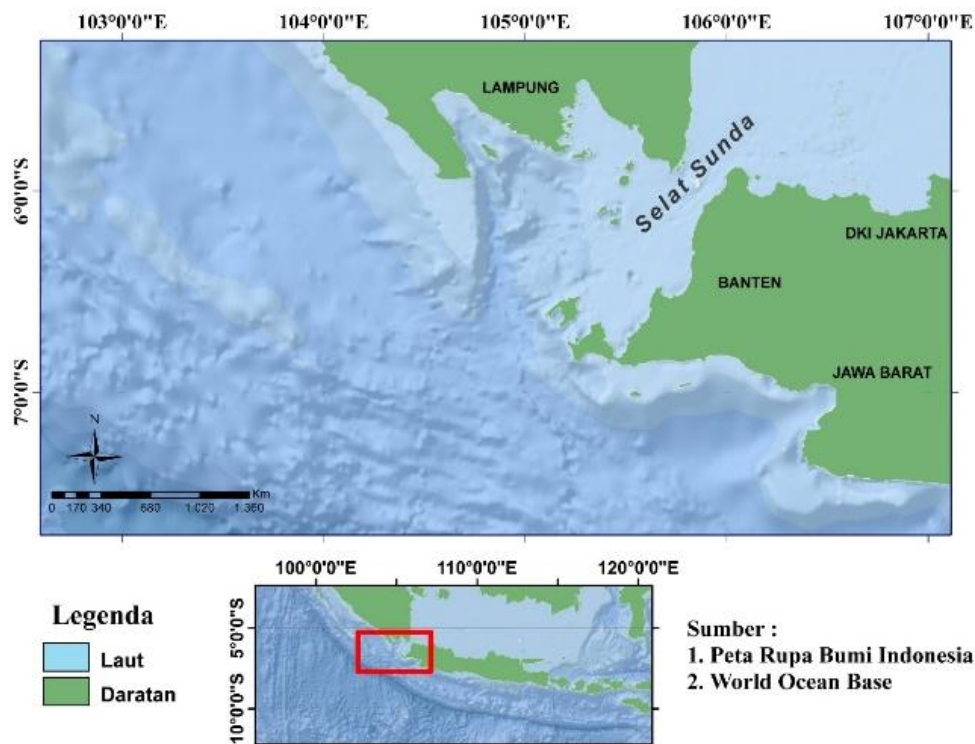 103°0'0"E 104°0'0"E 105°0'0"E 106°0'0"E 107°0'0"E
LAMPUNG
Selat Sunda
6°0'0"S
DKI JAKARTA
BANTEN
JAWA BARAT
7°0'0"S
N
Km
0 170 340 680 1.020 1.360
100°0'0"E 110°0'0"E 120°0'0"E
5°0'0"S
10°0'0"S
Legenda
Laut
Daratan
Sumber :
1. Peta Rupa Bumi Indonesia
2. World Ocean Base